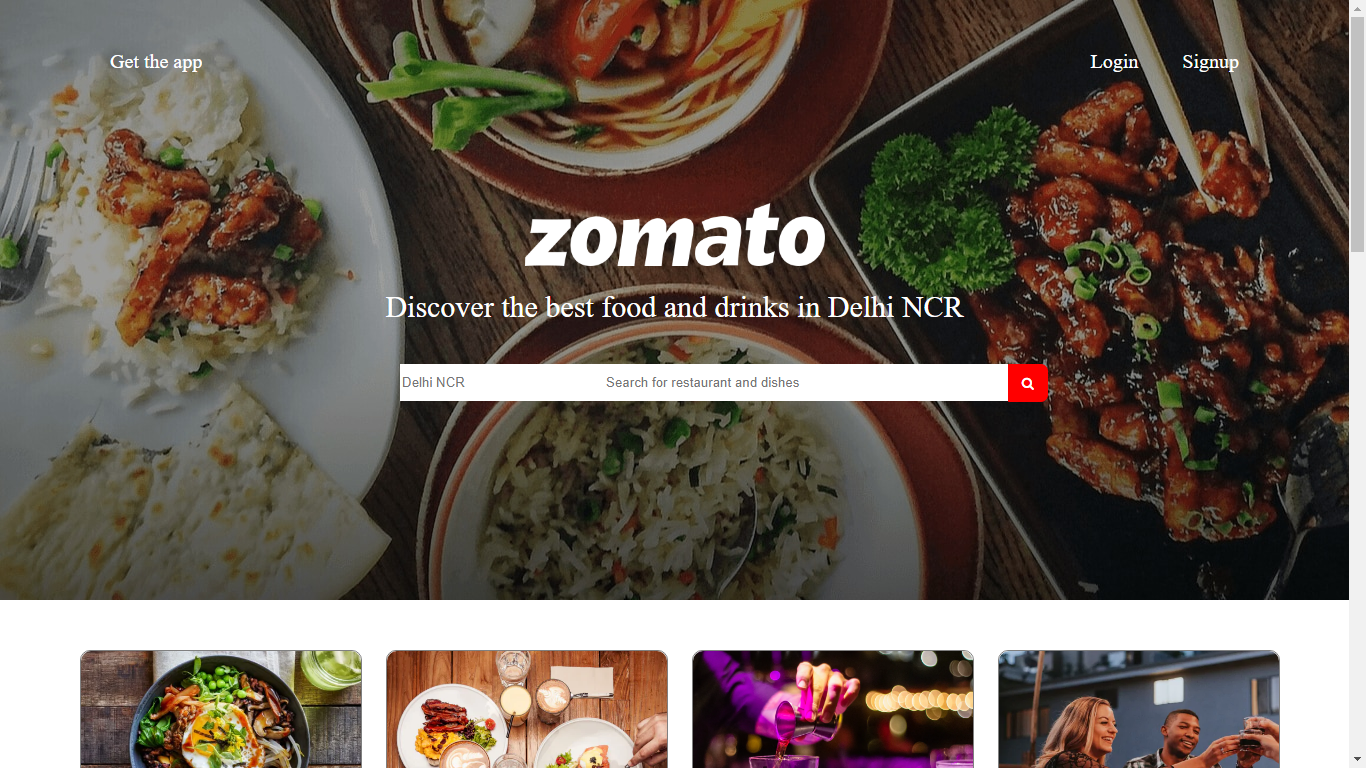 Get the app
Login
Signup
zomato
Discover the best food and drinks in Delhi NCR
Delhi NCR
Search for restaurant and dishes